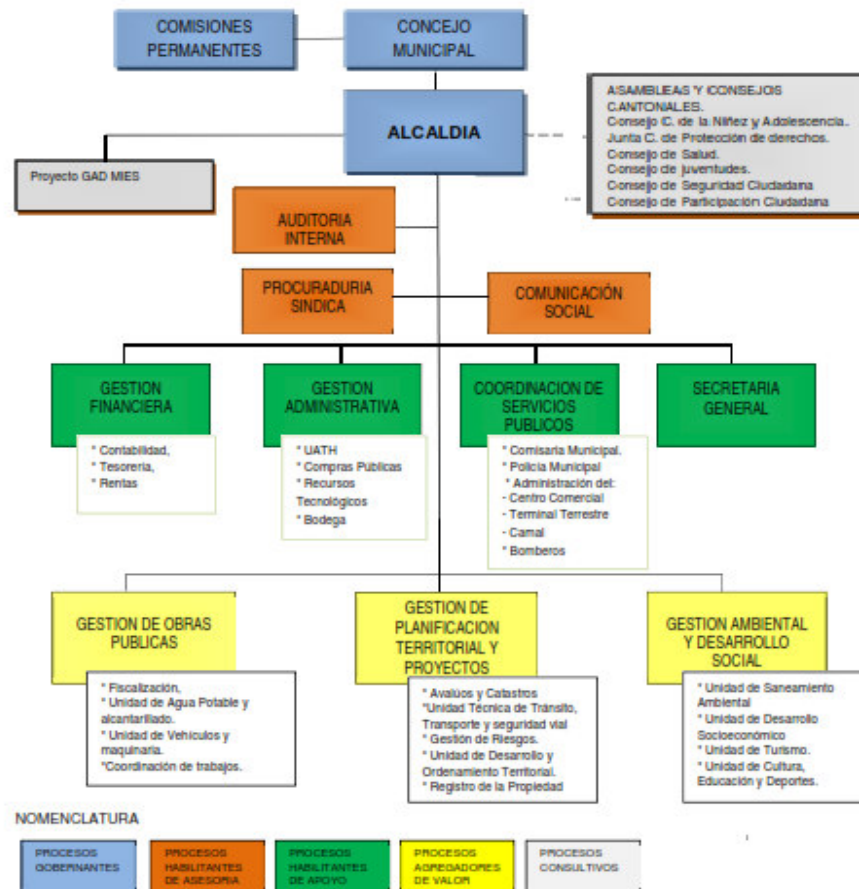 COMISIONES
PERMANENTES
CONCEJO
MUNICIPAL
ALCALDIA
ASAMBLEAS Y CONSEJOS
CANTONALES.
Consejo C. de la Niñez y Adolescencia.
Junta C. de Protección de derechos.
Consejo de Salud.
Consejo de juventudes.
Consejo de Seguridad Ciudadana
Consejo de Participación Ciudadana
Proyecto GAD MIES
AUDITORIA
INTERNA
PROCURADURIA
SINDICA
COMUNICACIÓN
SOCIAL
GESTION
FINANCIERA
* Contabilidad,
* Tesorería,
* Rentas
GESTION
ADMINISTRATIVA
* UATH
* Compras Públicas
* Recursos
Tecnológicos
* Bodega
COORDINACION DE
SERVICIOS
PUBLICOS
* Comisaría Municipal.
* Policía Municipal
* Administración del:
- Centro Comercial
- Terminal Terrestre
- Camal
* Bomberos
SECRETARIA
GENERAL
GESTION DE OBRAS
PUBLICAS
* Fiscalización,
* Unidad de Agua Potable y
alcantarillado.
* Unidad de Vehículos y
maquinaria.
*Coordinación de trabajos.
GESTION DE
PLANIFICACION
TERRITORIAL Y
PROYECTOS
* Avalúos y Catastros
*Unidad Técnica de Tránsito,
Transporte y seguridad vial
* Gestión de Riesgos.
* Unidad de Desarrollo y
Ordenamiento Territorial.
* Registro de la Propiedad
GESTION AMBIENTAL
Y DESARROLLO
SOCIAL
* Unidad de Saneamiento
Ambiental
* Unidad de Desarrollo
Socioeconómico
* Unidad de Turismo.
* Unidad de Cultura,
Educación y Deportes.
NOMENCLATURA
PROCESOS
GOBERNANTES
PROCESOS
HABILITANTES
DE ASESORIA
PROCESOS
HABILITANTES
DE APOYO
PROCESOS
AGREGADORES
DE VALOR
PROCESOS
CONSULTIVOS